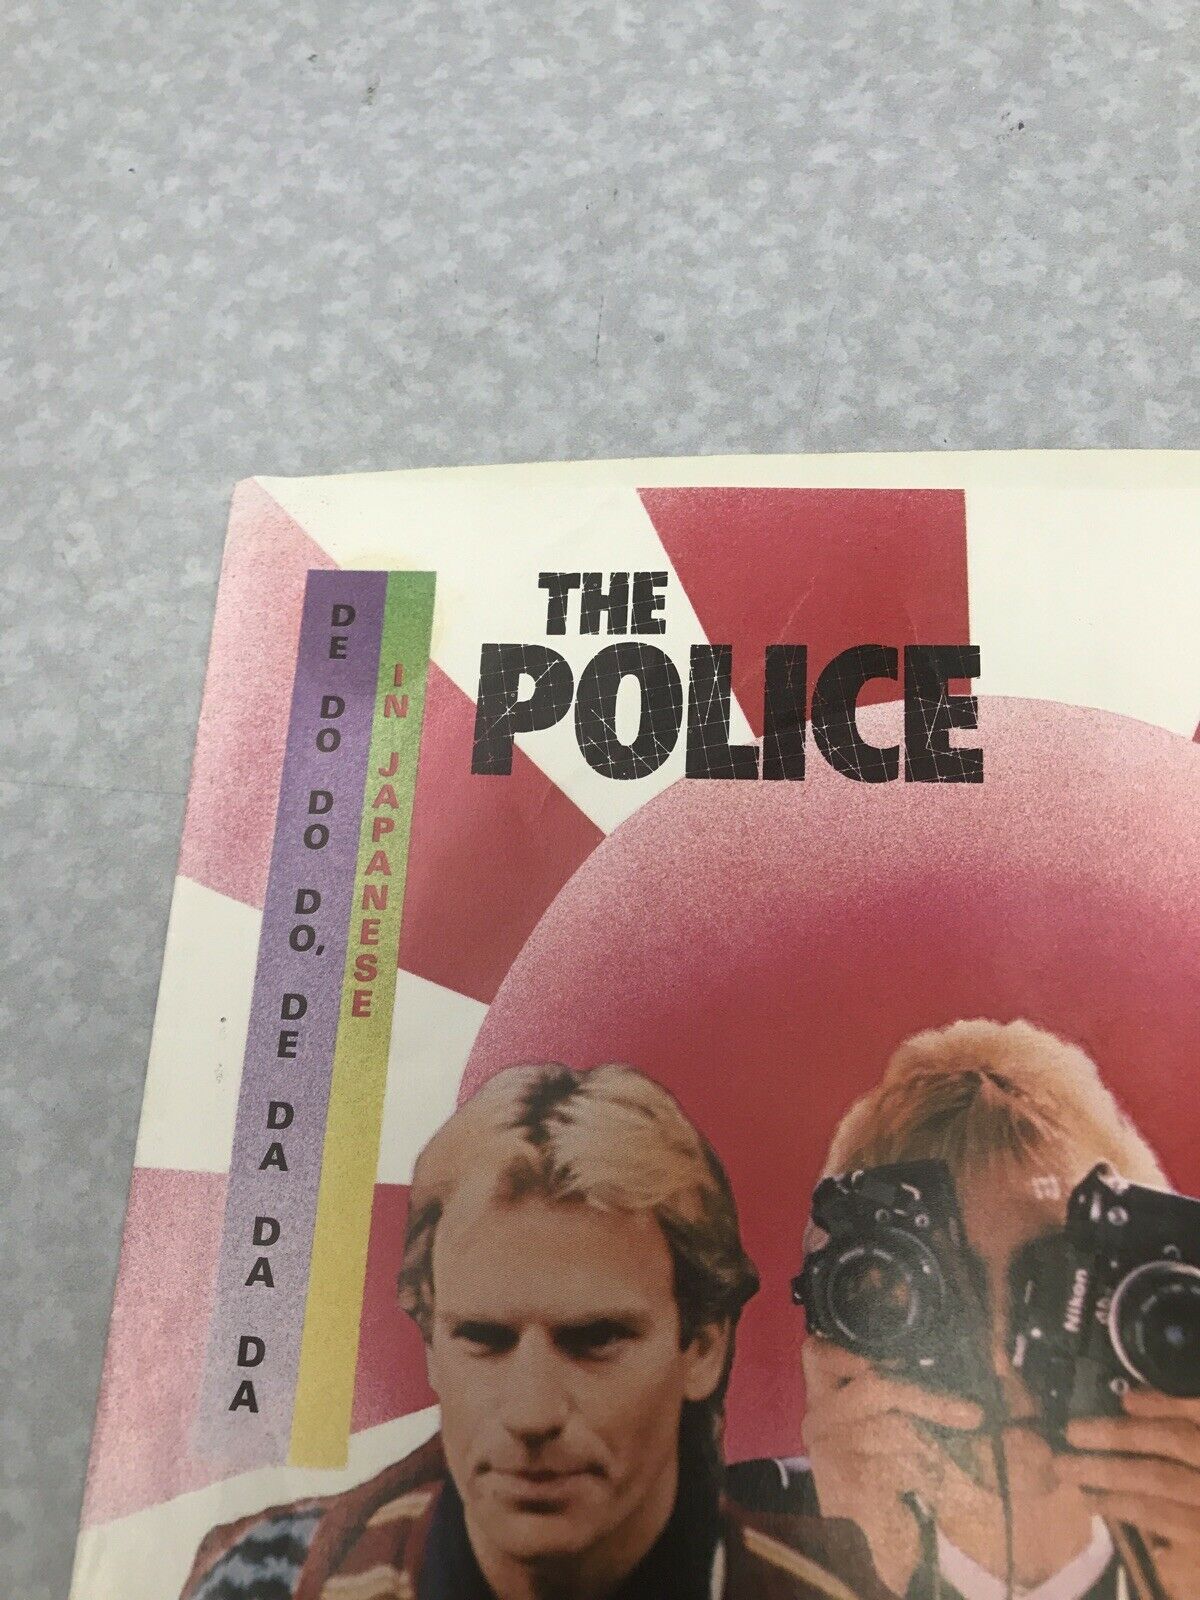 THE
POLICE
DE DO DO DO, DE DA DA DA
IN JAPANESE
Nikon